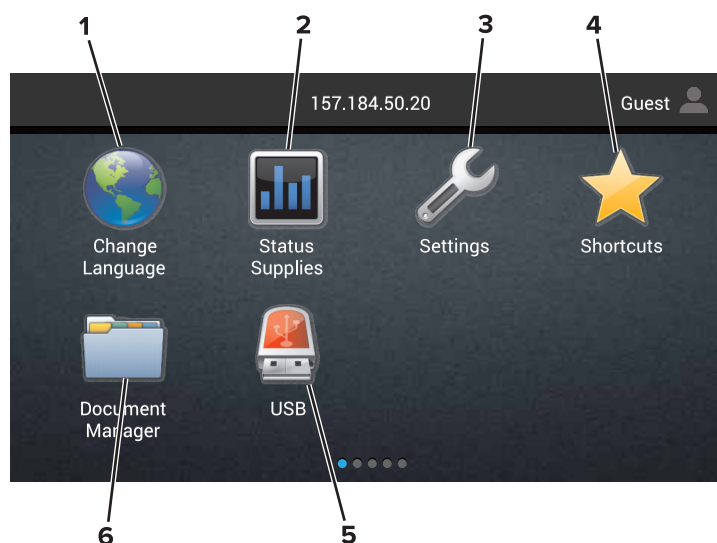 1 2 3 4
157.184.50.20 Guest
Change Language
Status Supplies
Settings
Shortcuts
Document Manager
USB
6 5